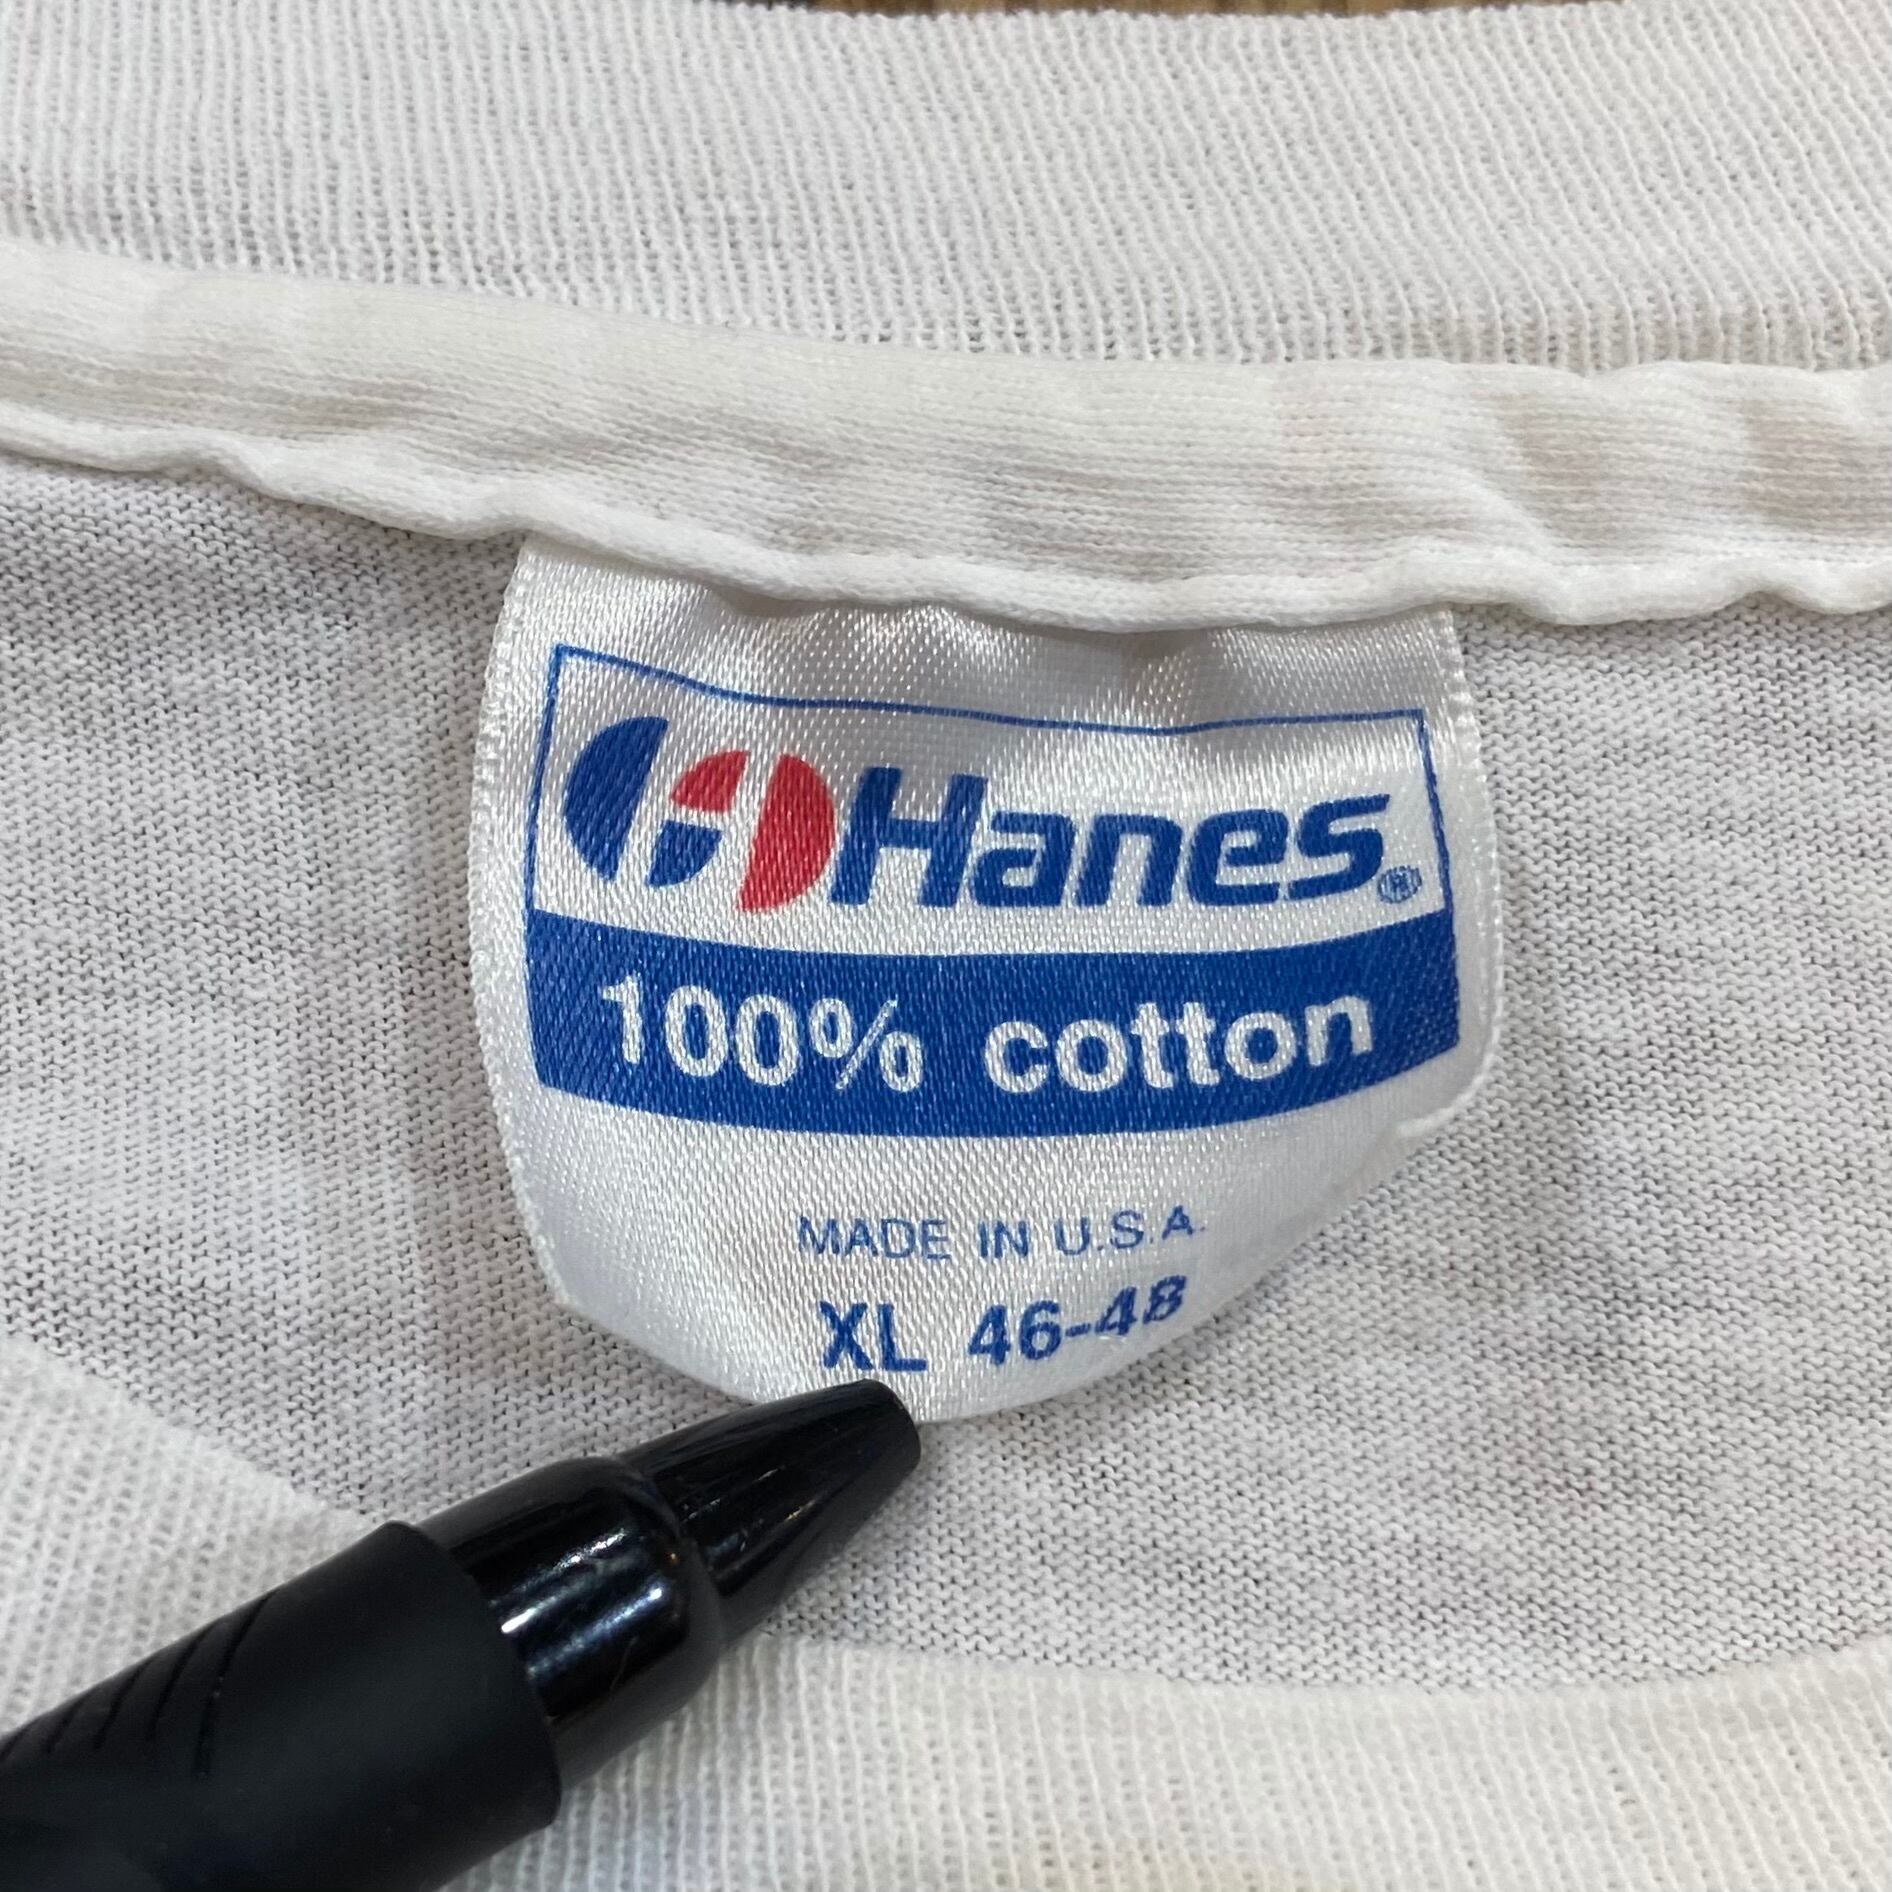 Hanes®
100% cotton
MADE IN U.S.A.
XL 46-48